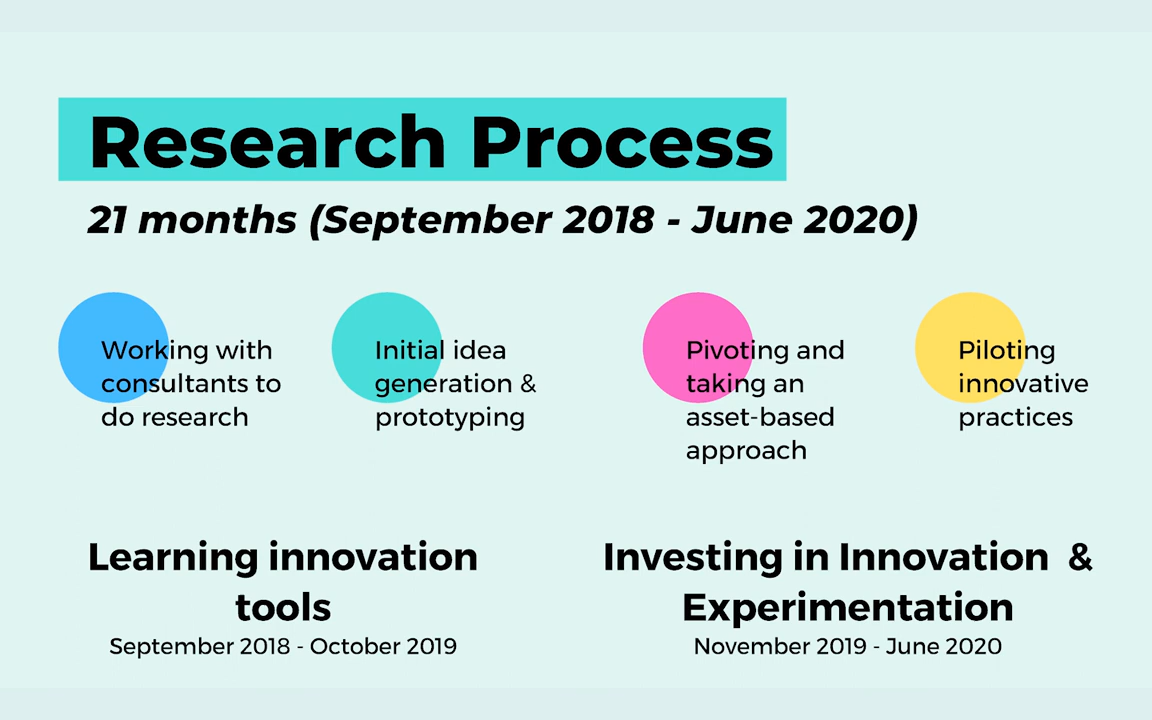 Research Process
21 months (September 2018 - June 2020)
Working with
consultants to
do research
Initial idea
generation &
prototyping
Pivoting and
taking an
asset-based
approach
Piloting
innovative
practices
Learning innovation
tools
September 2018 - October 2019
Investing in Innovation &
Experimentation
November 2019 - June 2020